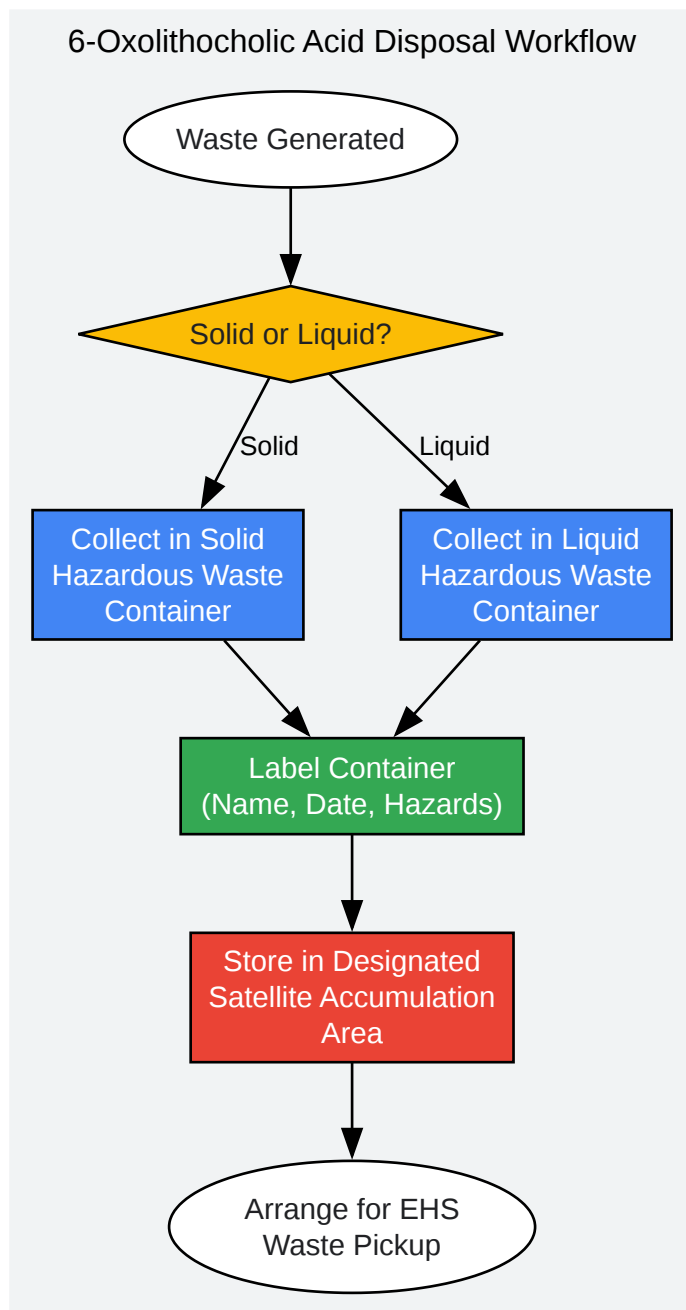 6-Oxolithocholic Acid Disposal Workflow
Waste Generated
Solid or Liquid?
Solid
Liquid
Collect in Solid
Hazardous Waste
Container
Collect in Liquid
Hazardous Waste
Container
Label Container
(Name, Date, Hazards)
Store in Designated
Satellite Accumulation
Area
Arrange for EHS
Waste Pickup